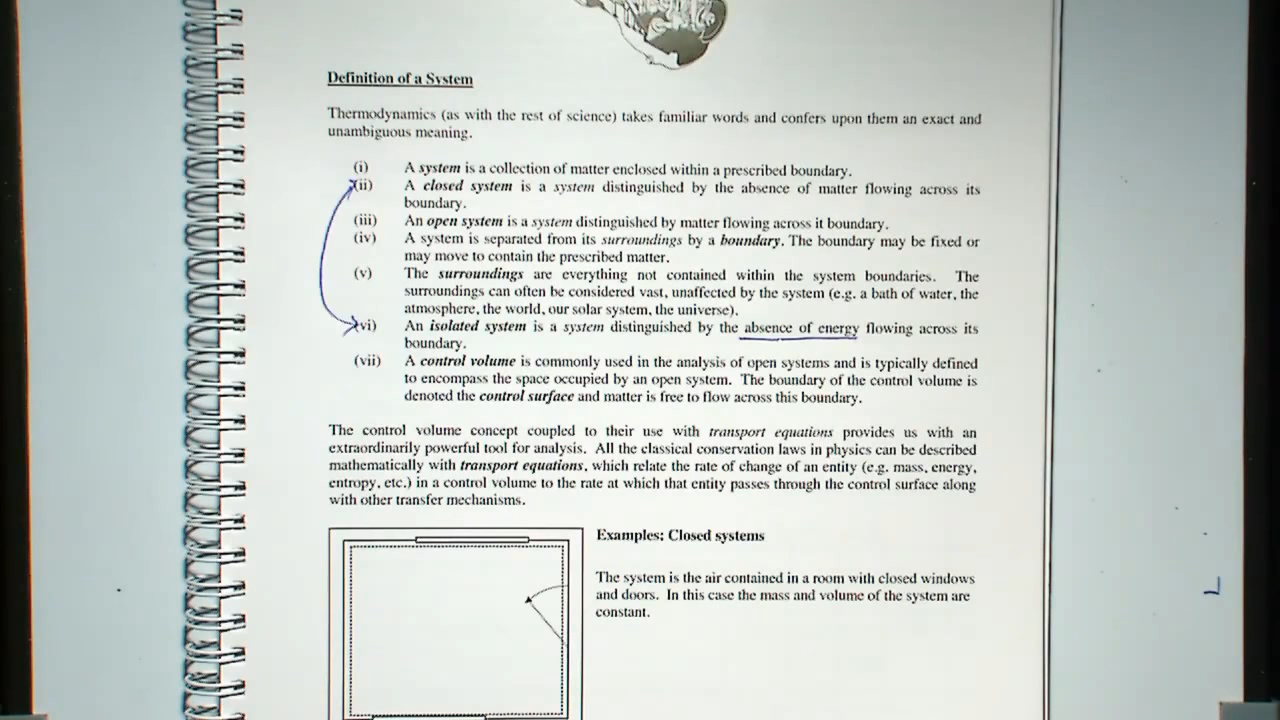 Definition of a System
Thermodynamics (as with the rest of science) takes familiar words and confers upon them an exact and
unambiguous meaning.
(i) A system is a collection of matter enclosed within a prescribed boundary.
(ii) A closed system is a system distinguished by the absence of matter flowing across its
boundary.
(iii) An open system is a system distinguished by matter flowing across it boundary.
(iv) A system is separated from its surroundings by a boundary. The boundary may be fixed or
may move to contain the prescribed matter.
(v) The surroundings are everything not contained within the system boundaries. The
surroundings can often be considered vast, unaffected by the system (e.g. a bath of water, the
atmosphere, the world, our solar system, the universe).
vi) An isolated system is a system distinguished by the absence of energy flowing across its
boundary.
(vii) A control volume is commonly used in the analysis of open systems and is typically defined
to encompass the space occupied by an open system. The boundary of the control volume is
denoted the control surface and matter is free to flow across this boundary.
The control volume concept coupled to their use with transport equations provides us with an
extraordinarily powerful tool for analysis. All the classical conservation laws in physics can be described
mathematically with transport equations, which relate the rate of change of an entity (e.g. mass, energy,
entropy, etc.) in a control volume to the rate at which that entity passes through the control surface along
with other transfer mechanisms.
Examples: Closed systems
The system is the air contained in a room with closed windows
and doors. In this case the mass and volume of the system are
constant.